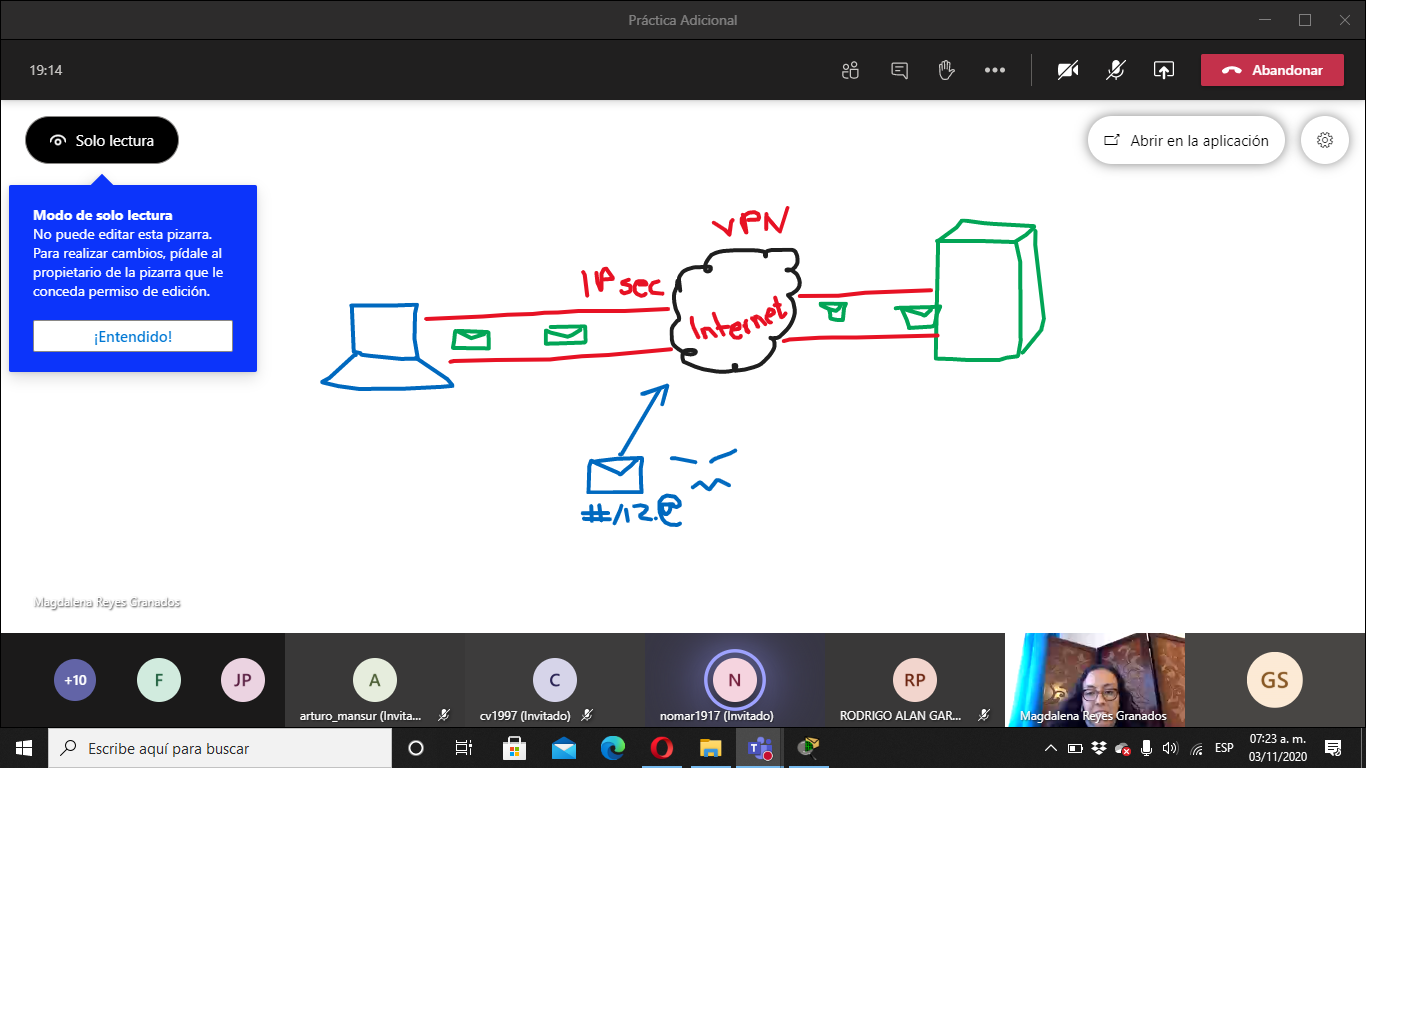 Práctica Adicional
19:14
Abandonar
Solo lectura
Abrir en la aplicación
Modo de solo lectura
No puede editar esta pizarra.
Para realizar cambios, pídale al
propietario de la pizarra que le
conceda permiso de edición.
¡Entendido!
VPN
IPsec
Internet
#/12.@
Magdalena Reyes Granados
+10
F
JP
A
C
N
RP
GS
arturo_mansur (Invita...
cv1997 (Invitado)
nomar1917 (Invitado)
RODRIGO ALAN GAR...
Magdalena Reyes Granados
Escribe aquí para buscar
ESP
07:23 a. m.
03/11/2020